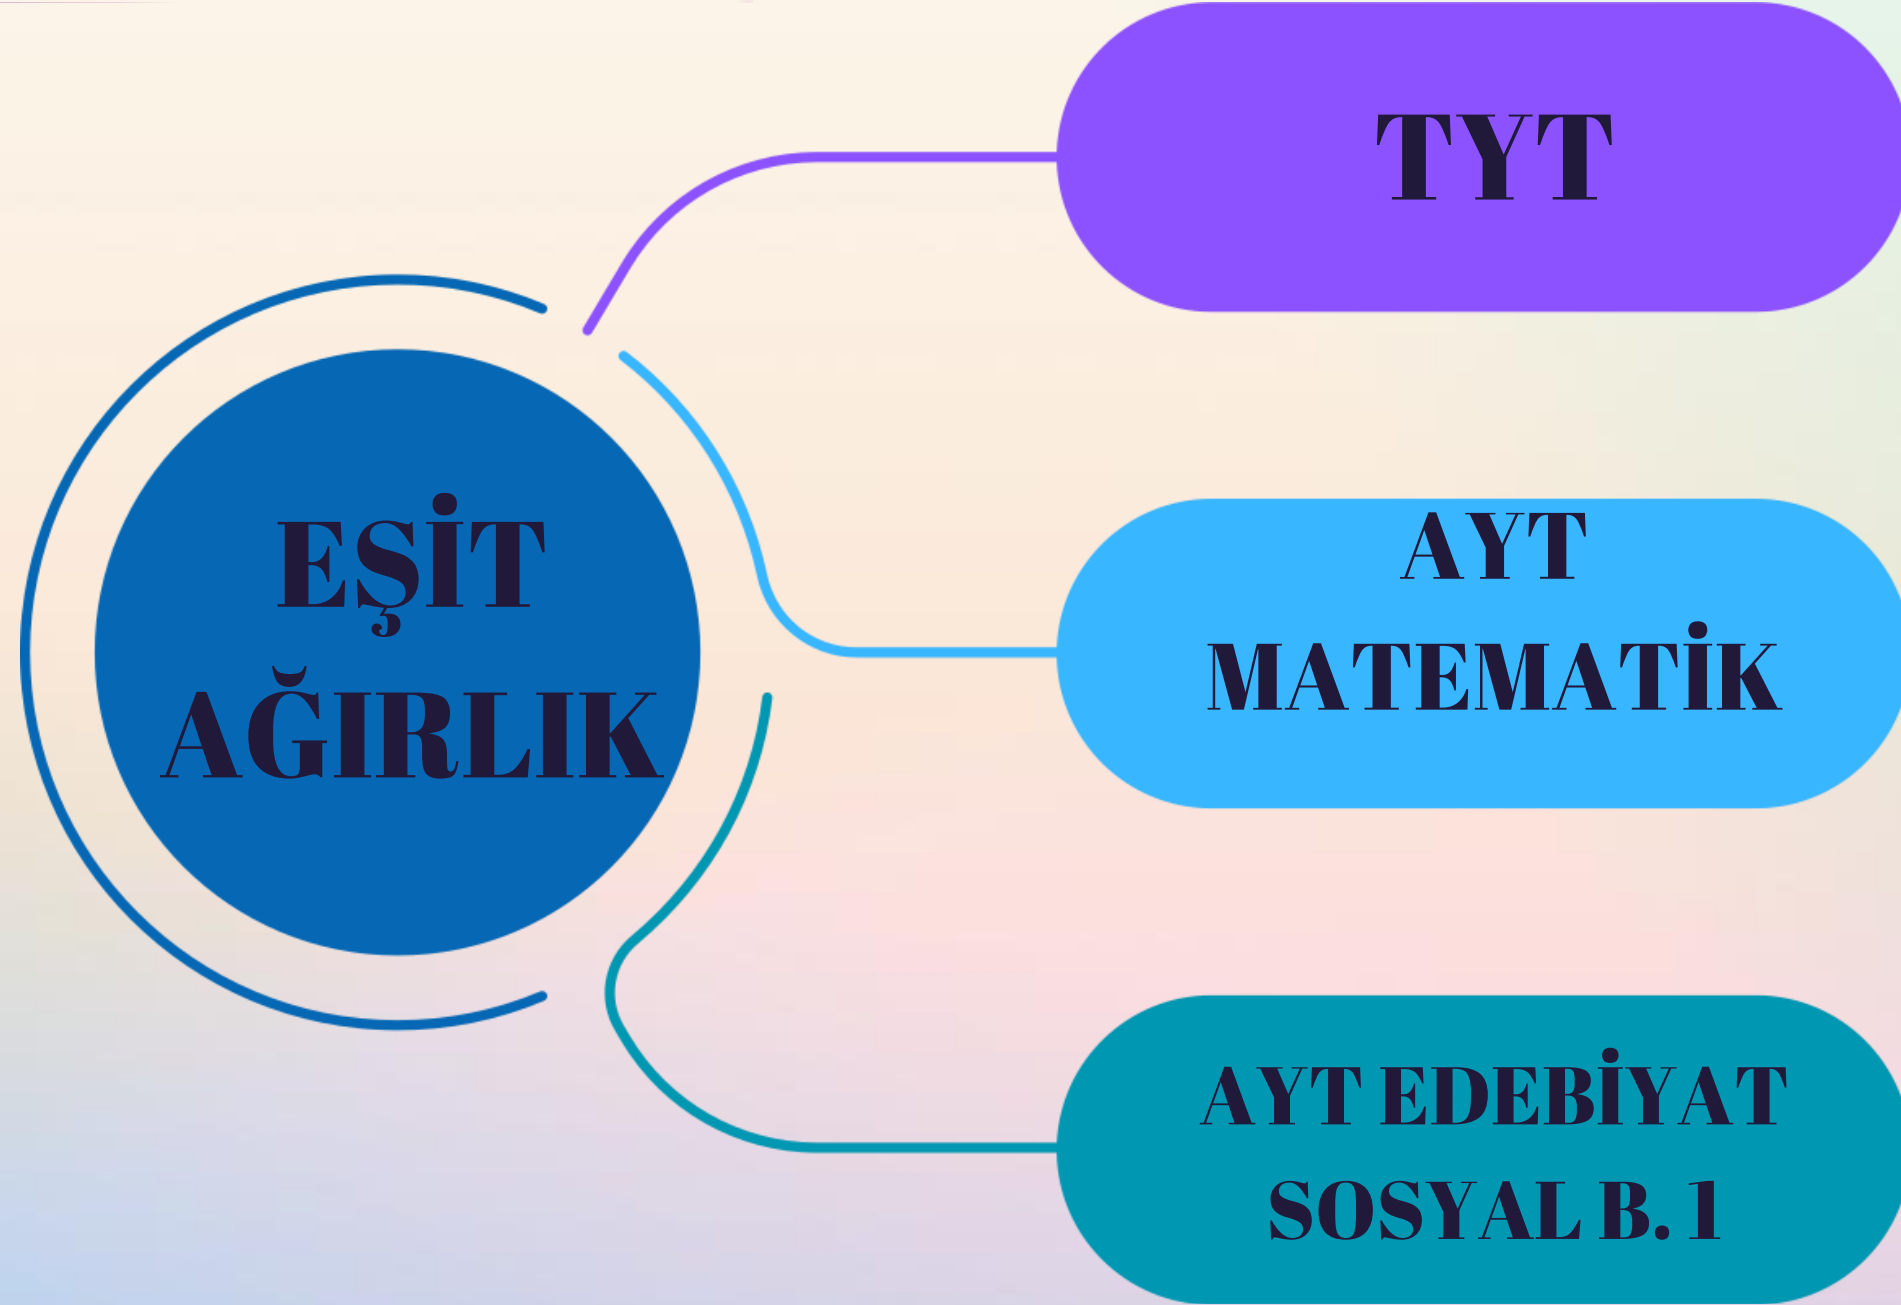 EŞİT
AĞIRLIK
TYT
AYT
MATEMATİK
AYT EDEBİYAT
SOSYAL B. 1